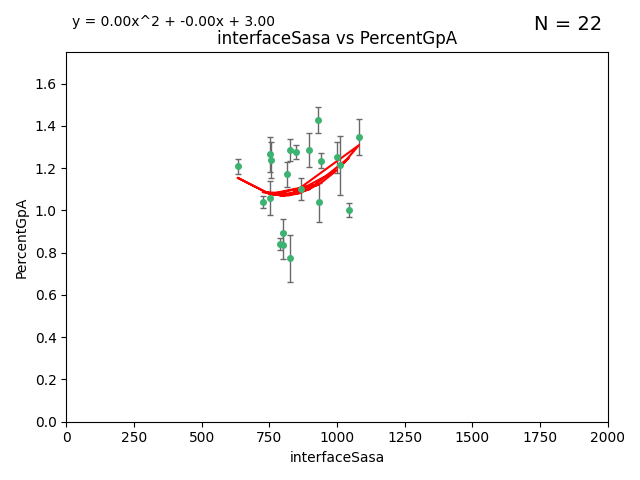 y = 0.00x^2 + -0.00x + 3.00
N = 22
interfaceSasa vs PercentGpA
1.6
1.4
1.2
1.0
0.8
0.6
0.4
0.2
0.0
PercentGpA
0 250 500 750 1000 1250 1500 1750 2000
interfaceSasa